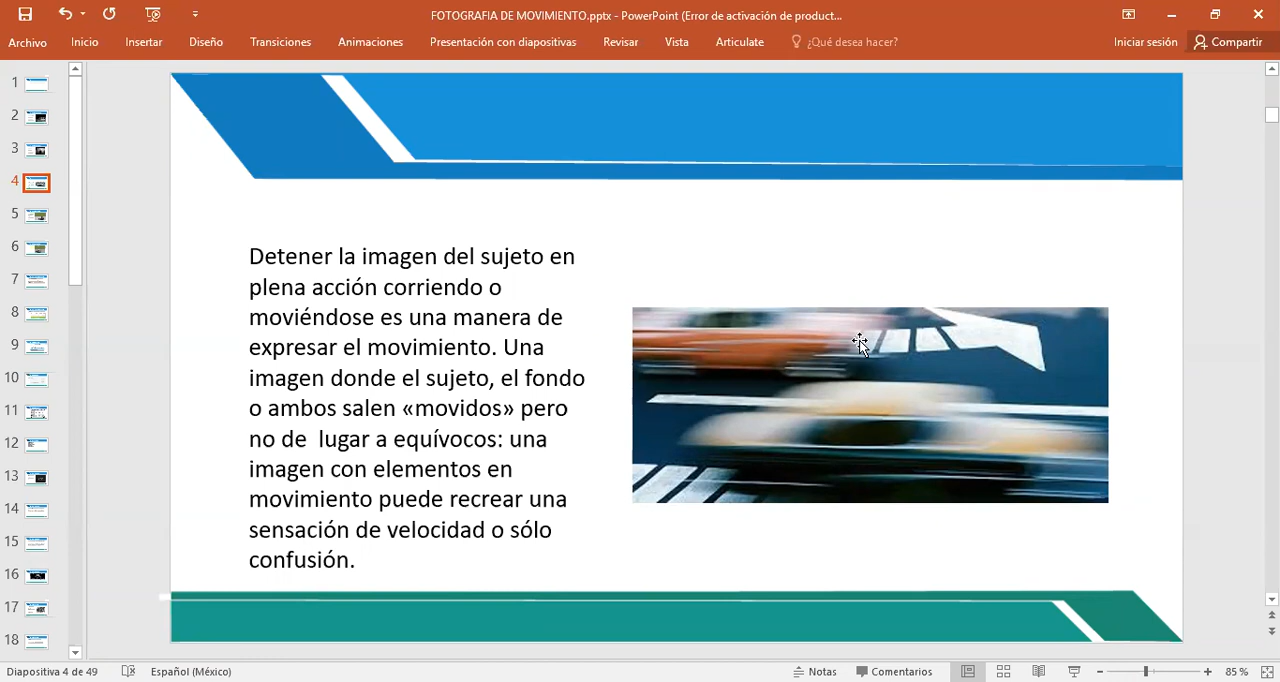 FOTOGRAFIA DE MOVIMIENTO.pptx - PowerPoint (Error de activación de product...
Archivo Inicio Insertar Diseño Transiciones Animaciones Presentación con diapositivas Revisar Vista Articulate ¿Qué desea hacer? Iniciar sesión Compartir
1
2
3
4
5
6
7
8
9
10
11
12
13
14
15
16
17
18
Detener la imagen del sujeto en
plena acción corriendo o
moviéndose es una manera de
expresar el movimiento. Una
imagen donde el sujeto, el fondo
o ambos salen «movidos» pero
no de  lugar a equívocos: una
imagen con elementos en
movimiento puede recrear una
sensación de velocidad o sólo
confusión.
Diapositiva 4 de 49 Español (México) Notas Comentarios 85 %